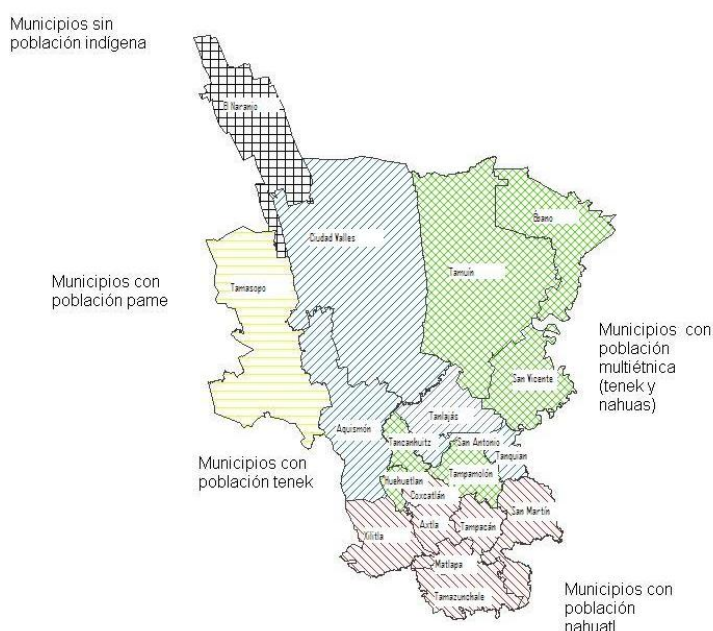 Municipios sin
población indígena
El Naranjo
Ciudad Valles
Ebano
Tamuín
Tamasopo
Municipios con
población pame
Municipios con
población
multiétnica
(tenek y
nahuas)
San Vicente
Tanlajás
Aquismón
Tancanhuitz
San Antonio
Tanquian
Municipios con
población tenek
Tampamolón
Huehuetlan
Coxcatlán
San Martín
Axtla
Tampacán
Xilitla
Matlapa
Tamazunchale
Municipios con
población
nahuatl